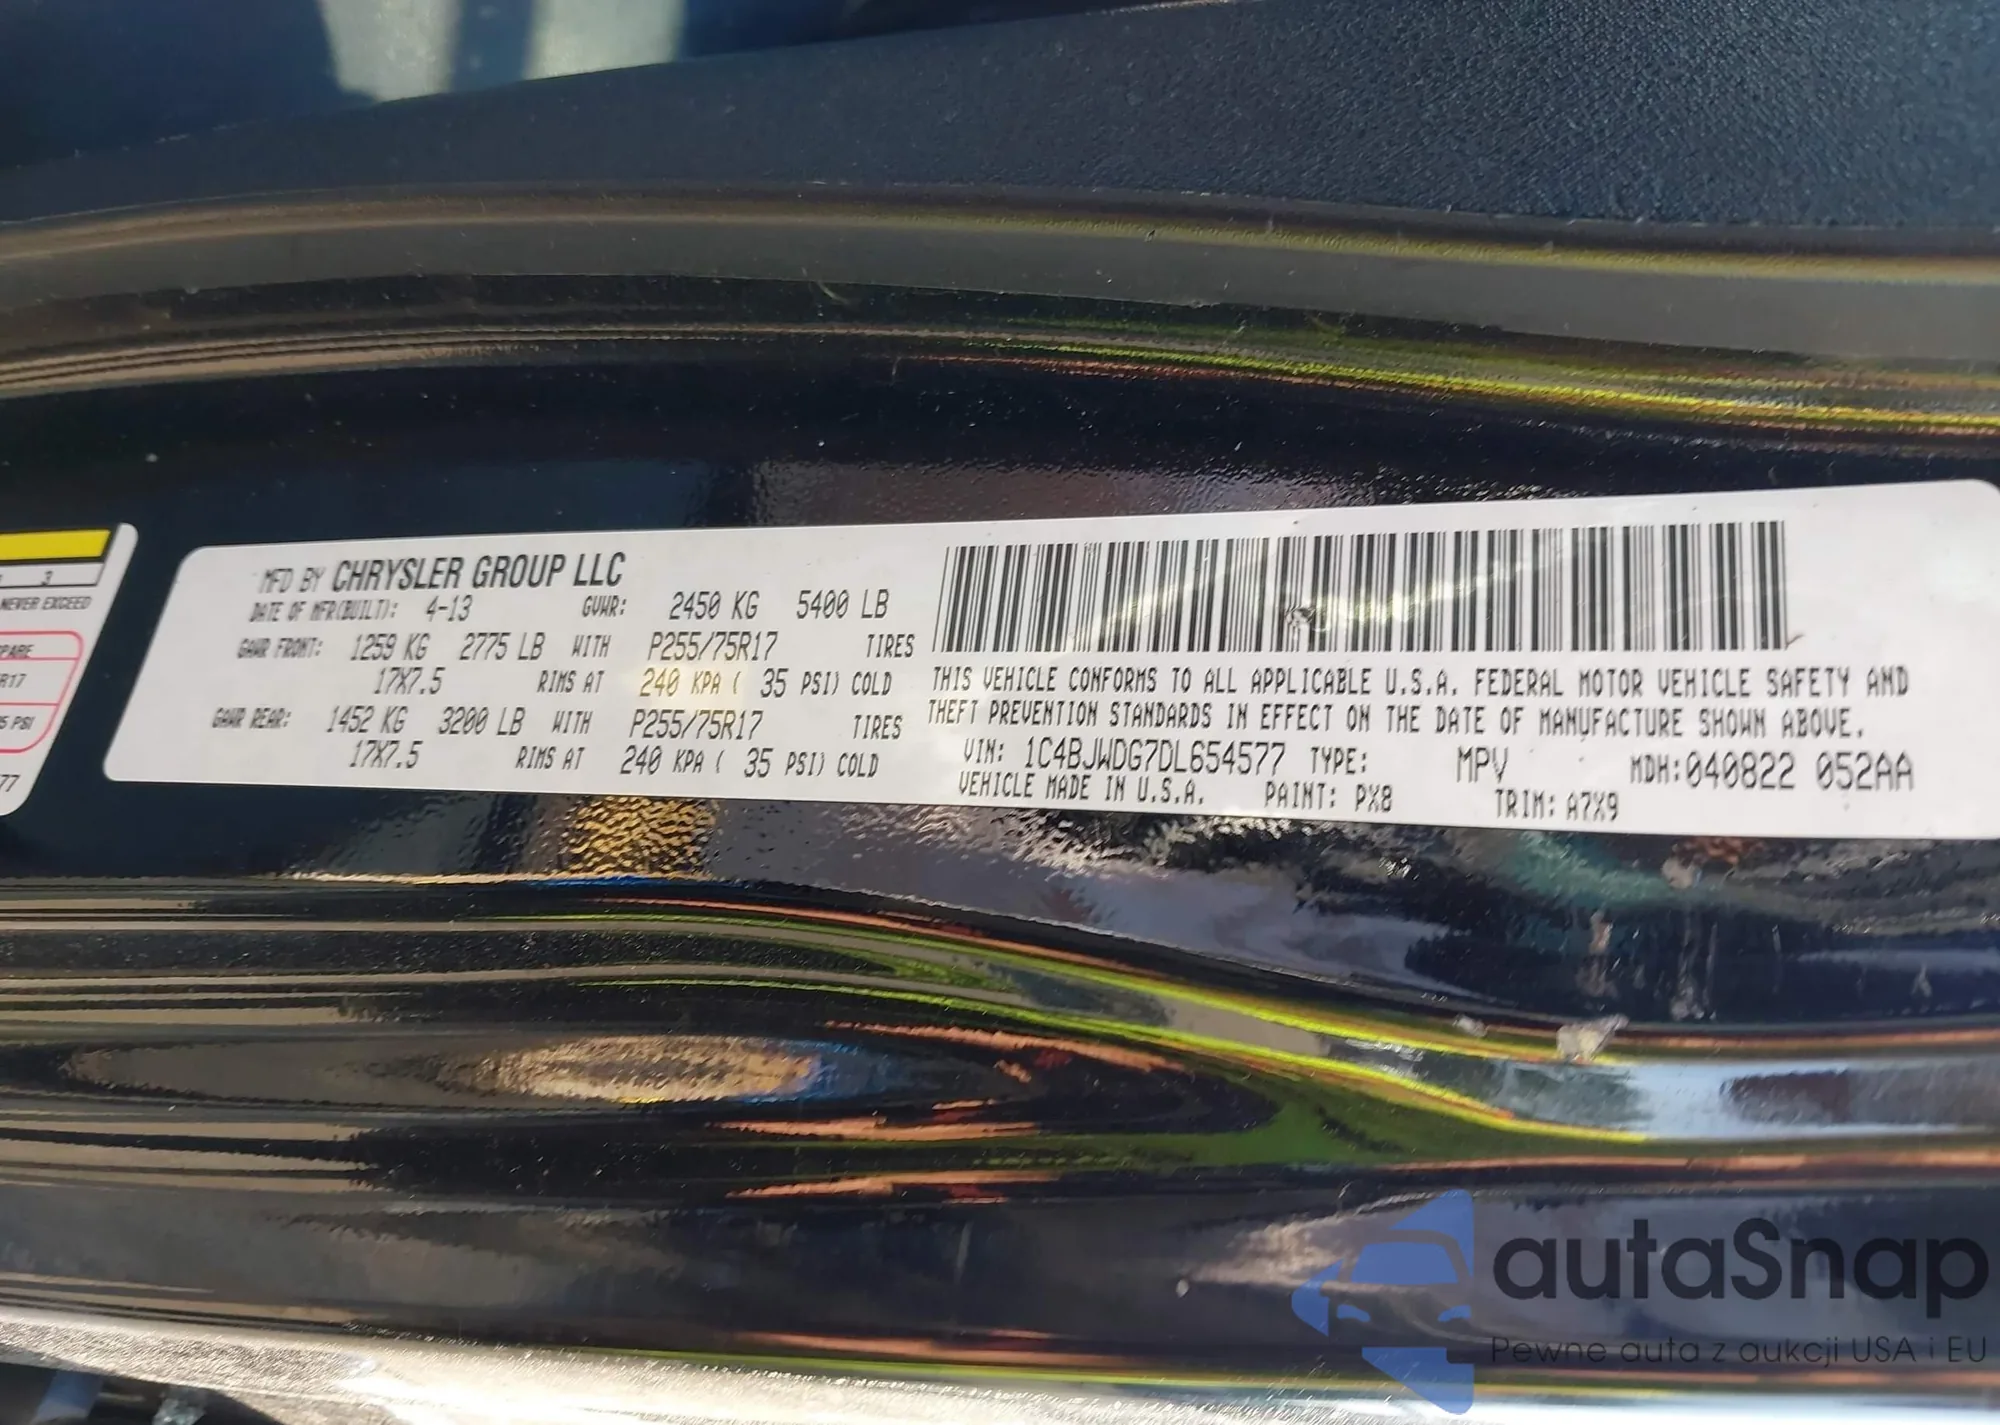 3
NEVER EXCEED
R17
PSI
77
MFD BY CHRYSLER GROUP LLC
DATE OF MFR(BUILT): 4-13 GVWR: 2450 KG 5400 LB
GAWR FRONT: 1259 KG 2775 LB WITH P255/75R17 TIRES
17X7.5 RIMS AT 240 KPA ( 35 PSI) COLD
GAWR REAR: 1452 KG 3200 LB WITH P255/75R17 TIRES
17X7.5 RIMS AT 240 KPA ( 35 PSI) COLD
THIS VEHICLE CONFORMS TO ALL APPLICABLE U.S.A. FEDERAL MOTOR VEHICLE SAFETY AND
THEFT PREVENTION STANDARDS IN EFFECT ON THE DATE OF MANUFACTURE SHOWN ABOVE.
VIN: 1C4BJWDG7DL654577 TYPE: MPV MDH:040822 052AA
VEHICLE MADE IN U.S.A. PAINT: PX8 TRIM: A7X9
autaSnap
Pewne auta z aukcji USA i EU